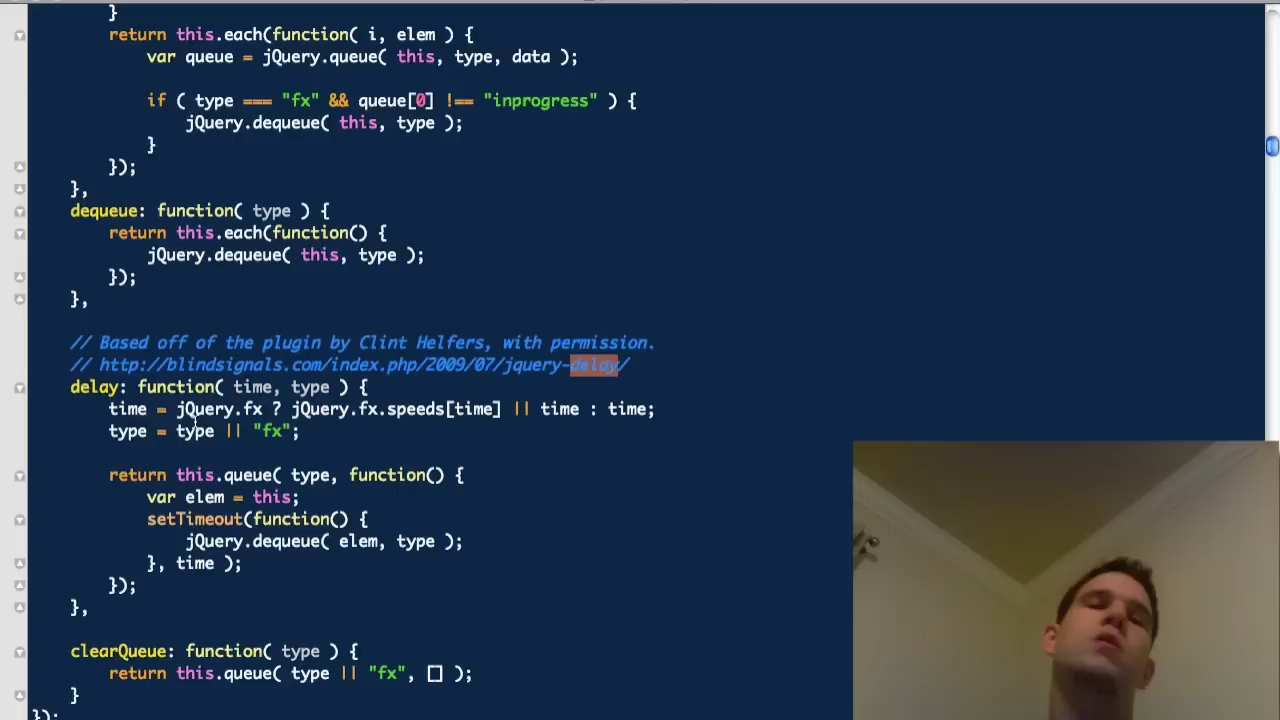 }
return this.each(function( i, elem ) {
var queue = jQuery.queue( this, type, data );
if ( type === "fx" && queue[0] !== "inprogress" ) {
jQuery.dequeue( this, type );
}
});
},
dequeue: function( type ) {
return this.each(function() {
jQuery.dequeue( this, type );
});
},
// Based off of the plugin by Clint Helfers, with permission.
// http://blindsignals.com/index.php/2009/07/jquery-delay/
delay: function( time, type ) {
time = jQuery.fx ? jQuery.fx.speeds[time] || time : time;
type = type || "fx";
return this.queue( type, function() {
var elem = this;
setTimeout(function() {
jQuery.dequeue( elem, type );
}, time );
});
},
clearQueue: function( type ) {
return this.queue( type || "fx", [] );
}
});